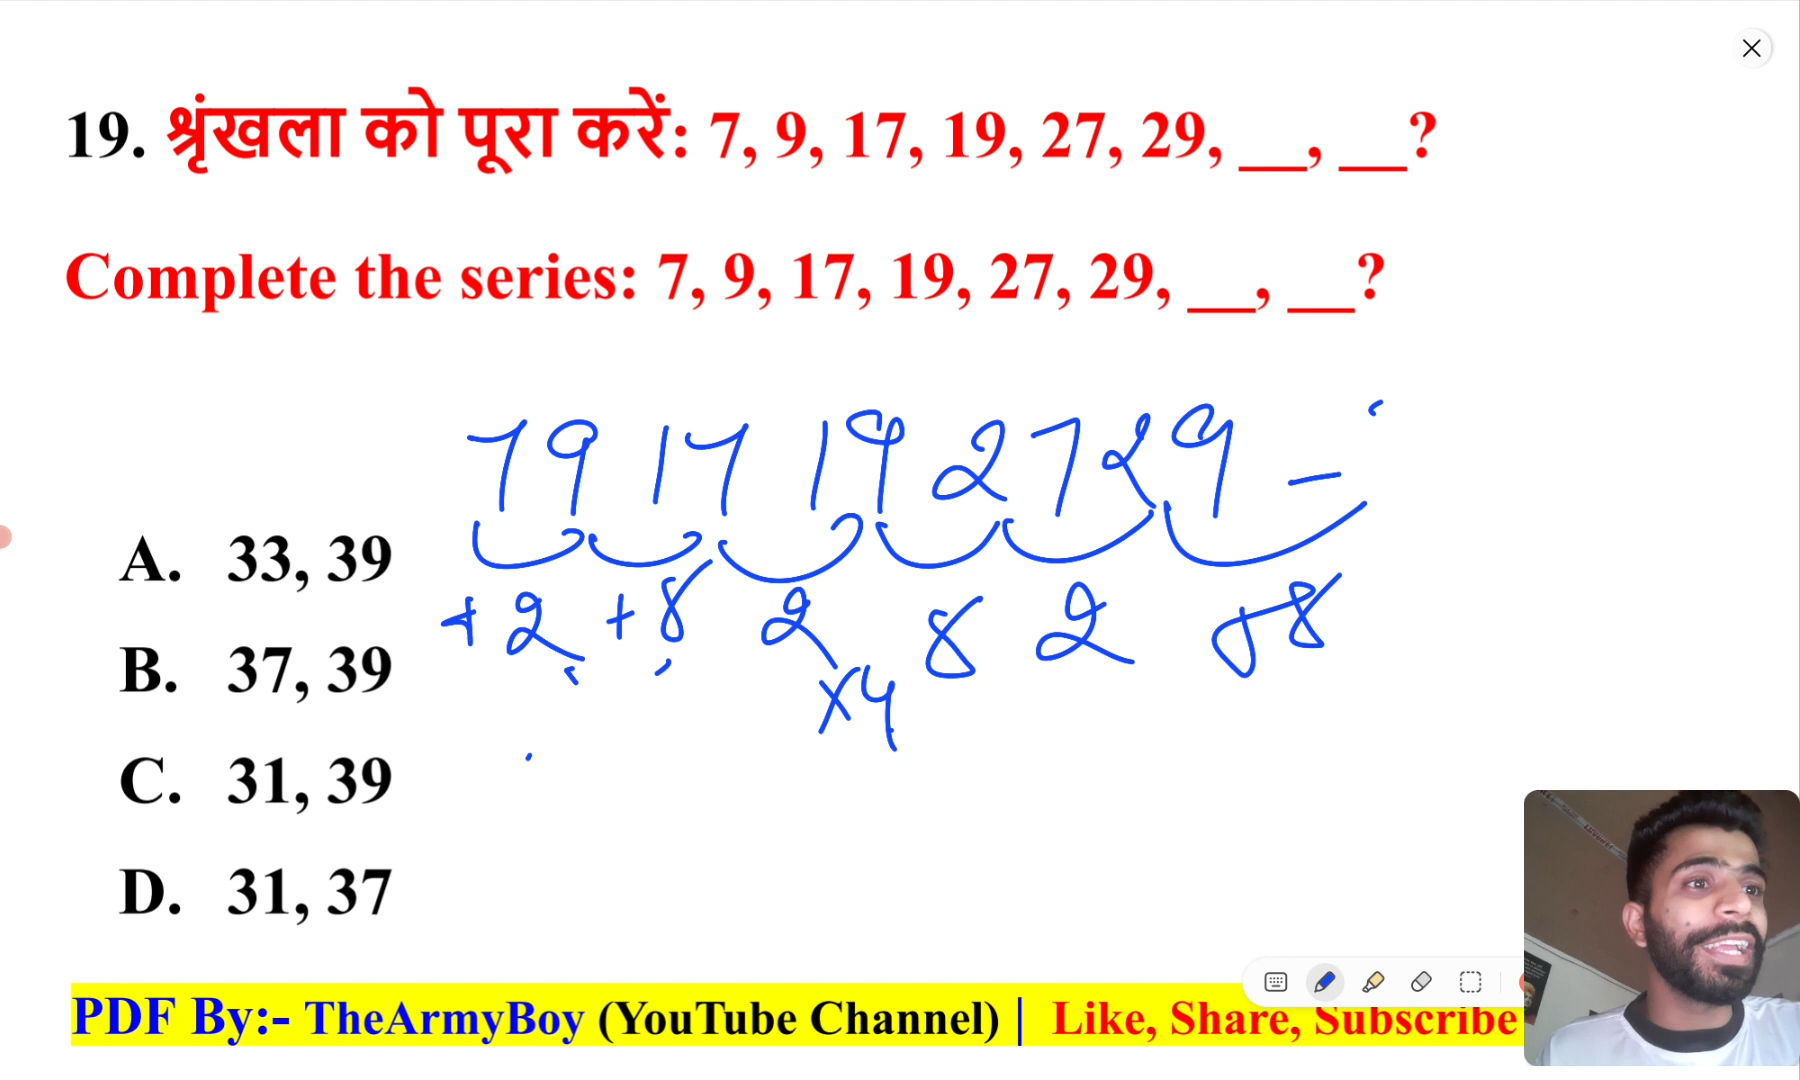 19. श्रृंखला को पूरा करें: 7, 9, 17, 19, 27, 29, __, __?
Complete the series: 7, 9, 17, 19, 27, 29, __, __?
7 9 17 19 27 29 _
+2 +8 2 8 2 +8
x4
A. 33, 39
B. 37, 39
C. 31, 39
D. 31, 37
PDF By:- TheArmyBoy (YouTube Channel) | Like, Share, Subscribe